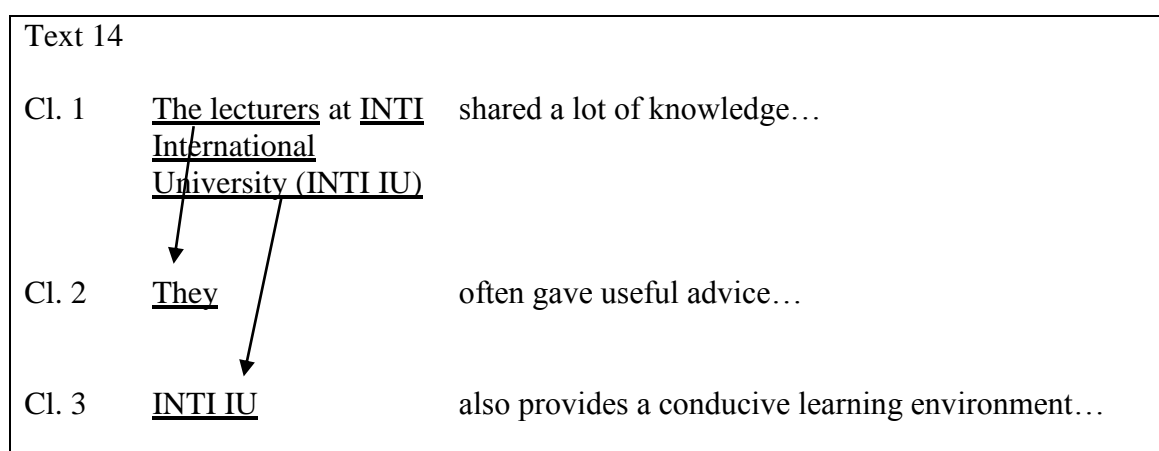 Text 14
Cl. 1 The lecturers at INTI shared a lot of knowledge…
International
University (INTI IU)
Cl. 2 They often gave useful advice…
Cl. 3 INTI IU also provides a conducive learning environment…